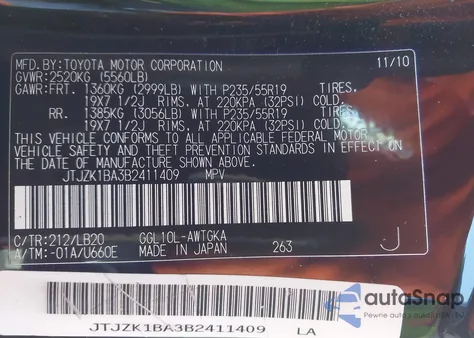 MFD.BY:TOYOTA MOTOR CORPORATION 11/10
GVWR:2520KG (5560LB)
GAWR:FRT. 1360KG (2999LB) WITH P235/55R19 TIRES.
19X7 1/2J RIMS. AT 220KPA (32PSI) COLD.
RR. 1385KG (3056LB) WITH P235/55R19 TIRES.
19X7 1/2J RIMS. AT 220KPA (32PSI) COLD.
THIS VEHICLE CONFORMS TO ALL APPLICABLE FEDERAL MOTOR
VEHICLE SAFETY AND THEFT PREVENTION STANDARDS IN EFFECT ON
THE DATE OF MANUFACTURE SHOWN ABOVE.
JTJZK1BA3B2411409 MPV
C/TR:212/LB20 GGL10L-AWTGKA
A/TM:-01A/U660E MADE IN JAPAN 263 J
JTJZK1BA3B2411409 LA
autoSnap
Pewne auta z